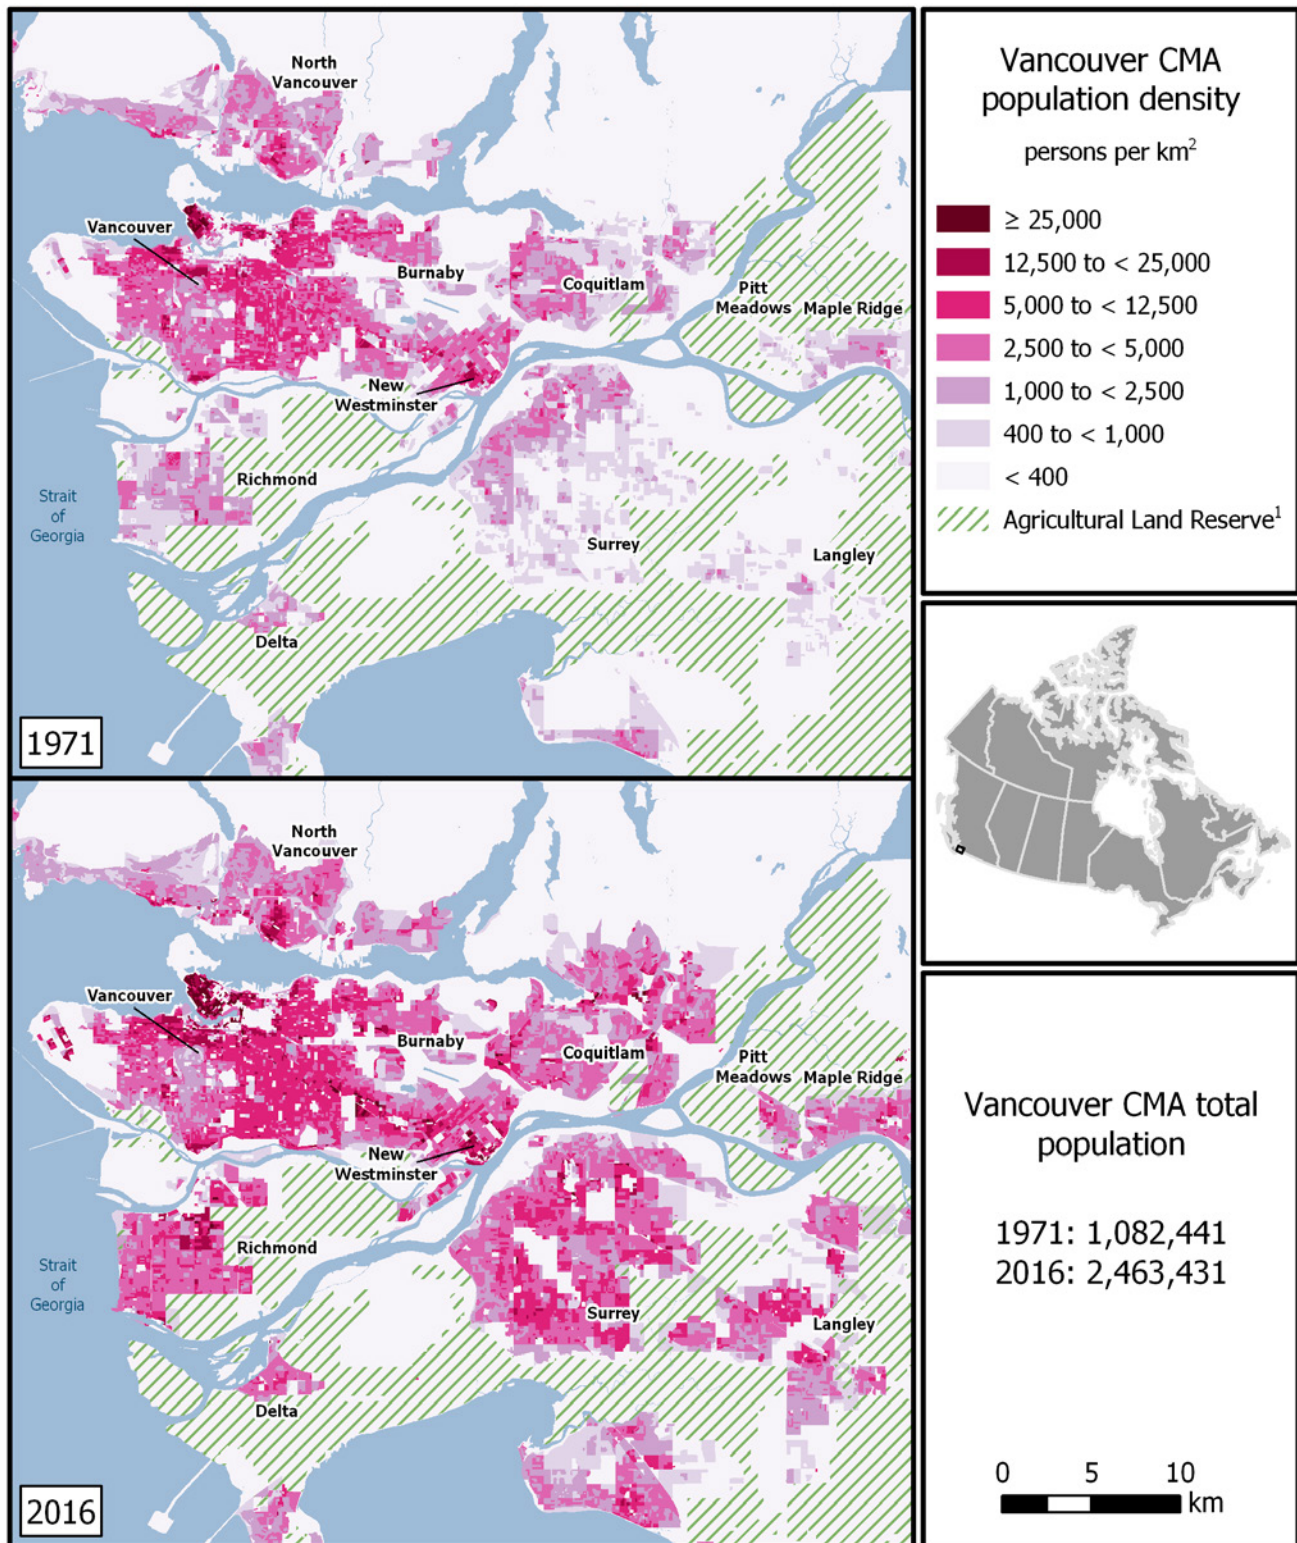 North
Vancouver
Vancouver
Burnaby
Coquitlam
Pitt
Meadows
Maple Ridge
New
Westminster
Richmond
Strait
of
Georgia
Surrey
Langley
Delta
1971
Vancouver CMA
population density
persons per km²
≥ 25,000
12,500 to < 25,000
5,000 to < 12,500
2,500 to < 5,000
1,000 to < 2,500
400 to < 1,000
< 400
Agricultural Land Reserve¹
North
Vancouver
Vancouver
Burnaby
Coquitlam
Pitt
Meadows
Maple Ridge
New
Westminster
Richmond
Strait
of
Georgia
Surrey
Langley
Delta
2016
Vancouver CMA total
population
1971: 1,082,441
2016: 2,463,431
0 5 10
km